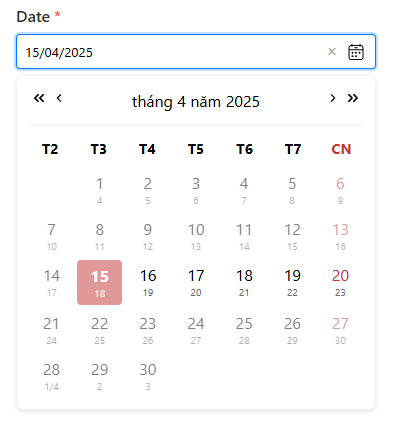 Date *
15/04/2025 ×
« ‹ tháng 4 năm 2025 › »
T2 T3 T4 T5 T6 T7 CN
1 2 3 4 5 6
4 5 6 7 8 9
7 8 9 10 11 12 13
10 11 12 13 14 15 16
14 15 16 17 18 19 20
17 18 19 20 21 22 23
21 22 23 24 25 26 27
24 25 26 27 28 29 30
28 29 30
1/4 2 3